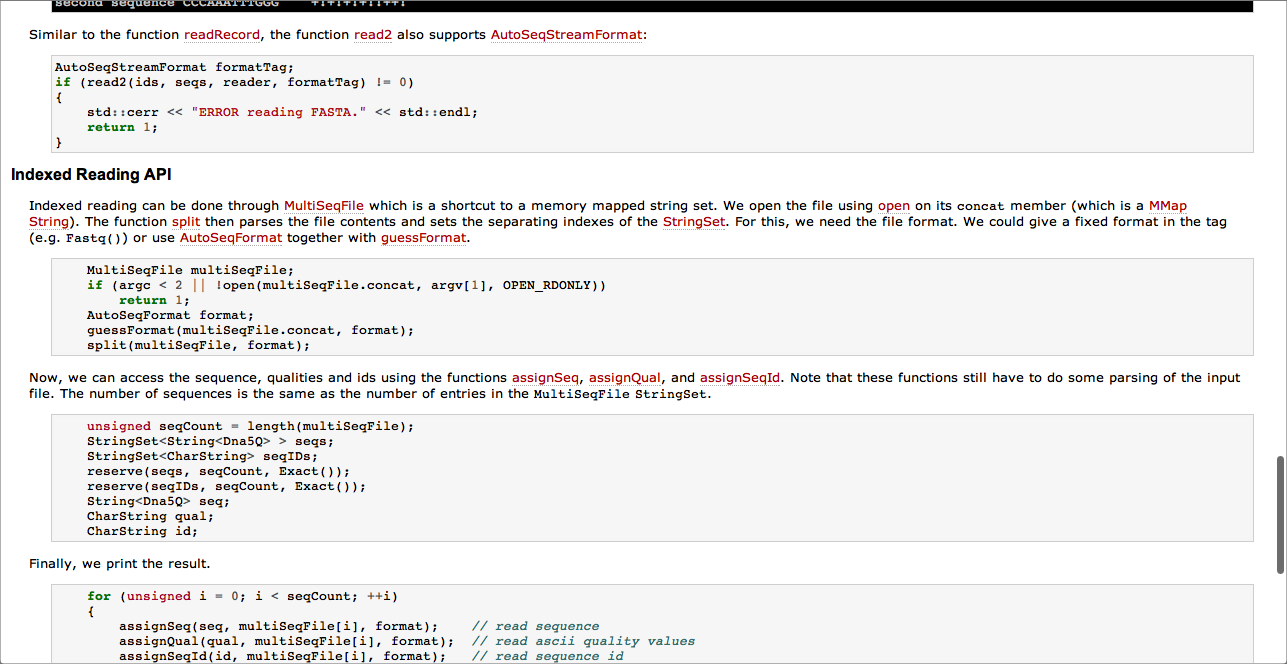 second sequence CCCAAATTTGGG    +!+!+!+!!++!
Similar to the function readRecord, the function read2 also supports AutoSeqStreamFormat:
AutoSeqStreamFormat formatTag;
if (read2(ids, seqs, reader, formatTag) != 0)
{
    std::cerr << "ERROR reading FASTA." << std::endl;
    return 1;
}
Indexed Reading API
Indexed reading can be done through MultiSeqFile which is a shortcut to a memory mapped string set. We open the file using open on its concat member (which is a MMap
String). The function split then parses the file contents and sets the separating indexes of the StringSet. For this, we need the file format. We could give a fixed format in the tag
(e.g. Fastq()) or use AutoSeqFormat together with guessFormat.
    MultiSeqFile multiSeqFile;
    if (argc < 2 || !open(multiSeqFile.concat, argv[1], OPEN_RDONLY))
        return 1;
    AutoSeqFormat format;
    guessFormat(multiSeqFile.concat, format);
    split(multiSeqFile, format);
Now, we can access the sequence, qualities and ids using the functions assignSeq, assignQual, and assignSeqId. Note that these functions still have to do some parsing of the input
file. The number of sequences is the same as the number of entries in the MultiSeqFile StringSet.
    unsigned seqCount = length(multiSeqFile);
    StringSet<String<Dna5Q> > seqs;
    StringSet<CharString> seqIDs;
    reserve(seqs, seqCount, Exact());
    reserve(seqIDs, seqCount, Exact());
    String<Dna5Q> seq;
    CharString qual;
    CharString id;
Finally, we print the result.
    for (unsigned i = 0; i < seqCount; ++i)
    {
        assignSeq(seq, multiSeqFile[i], format);    // read sequence
        assignQual(qual, multiSeqFile[i], format);  // read ascii quality values
        assignSeqId(id, multiSeqFile[i], format);   // read sequence id